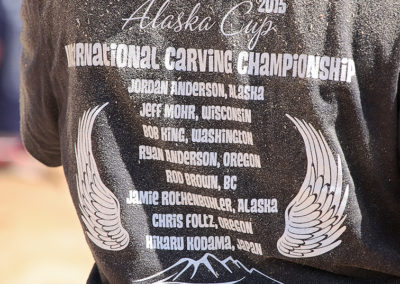 Alaska Cup 2015
International Carving Championship
Jordan Anderson, Alaska
Jeff Mohr, Wisconsin
Bob King, Washington
Ryan Anderson, Oregon
Rod Brown, BC
Jamie Rothenbuhler, Alaska
Chris Foltz, Oregon
Hikaru Kodama, Japan